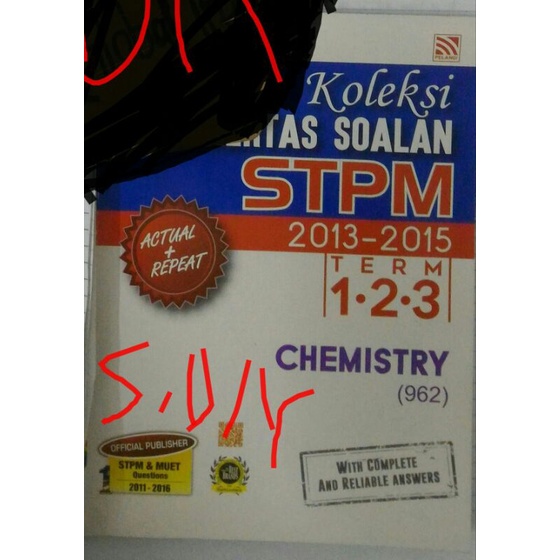 PELANGI
Koleksi
SOALAN
STPM
2013-2015
TERM
1·2·3
ACTUAL
+
REPEAT
CHEMISTRY
(962)
OFFICIAL PUBLISHER
STPM & MUET
Questions
2011-2016
WITH COMPLETE
AND RELIABLE ANSWERS